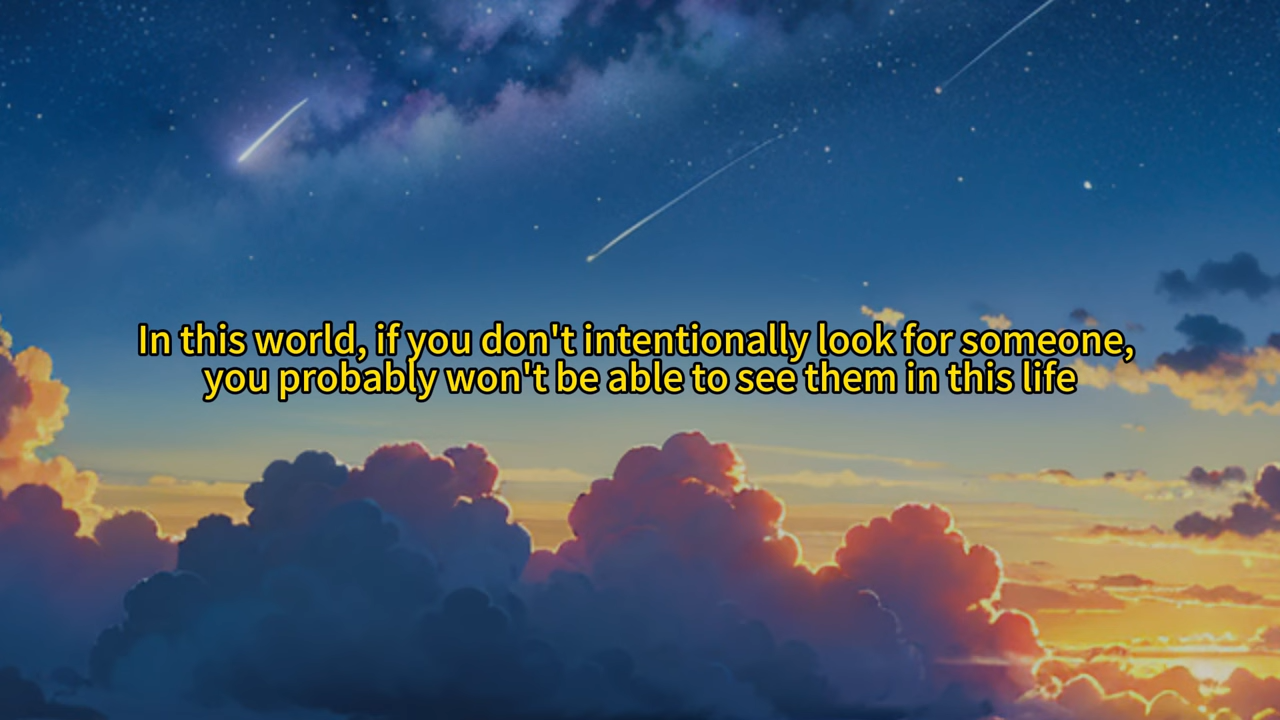 In this world, if you don't intentionally look for someone,
you probably won't be able to see them in this life